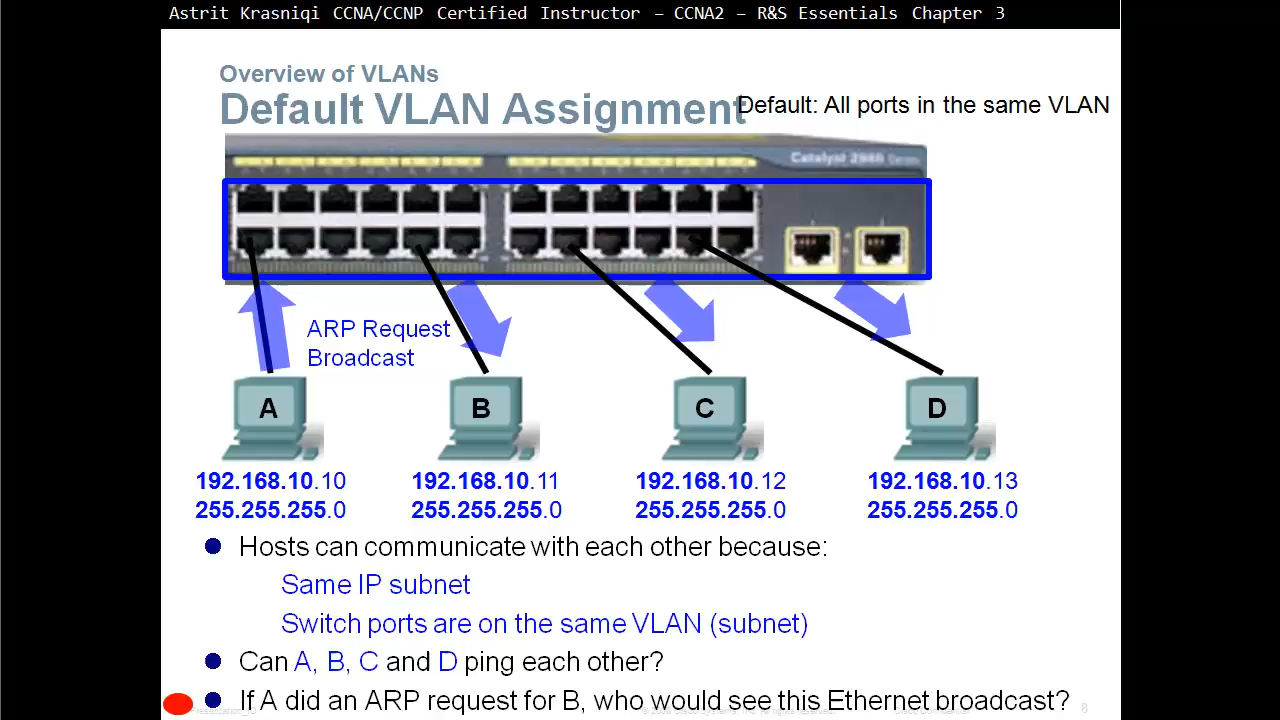 Astrit Krasniqi CCNA/CCNP Certified Instructor – CCNA2 – R&S Essentials Chapter 3
Overview of VLANs
Default VLAN Assignment
Default: All ports in the same VLAN
Catalyst 2960 Series
ARP Request
Broadcast
A
B
C
D
192.168.10.10
255.255.255.0
192.168.10.11
255.255.255.0
192.168.10.12
255.255.255.0
192.168.10.13
255.255.255.0
Hosts can communicate with each other because:
Same IP subnet
Switch ports are on the same VLAN (subnet)
Can A, B, C and D ping each other?
If A did an ARP request for B, who would see this Ethernet broadcast?
Presentation_ID
8